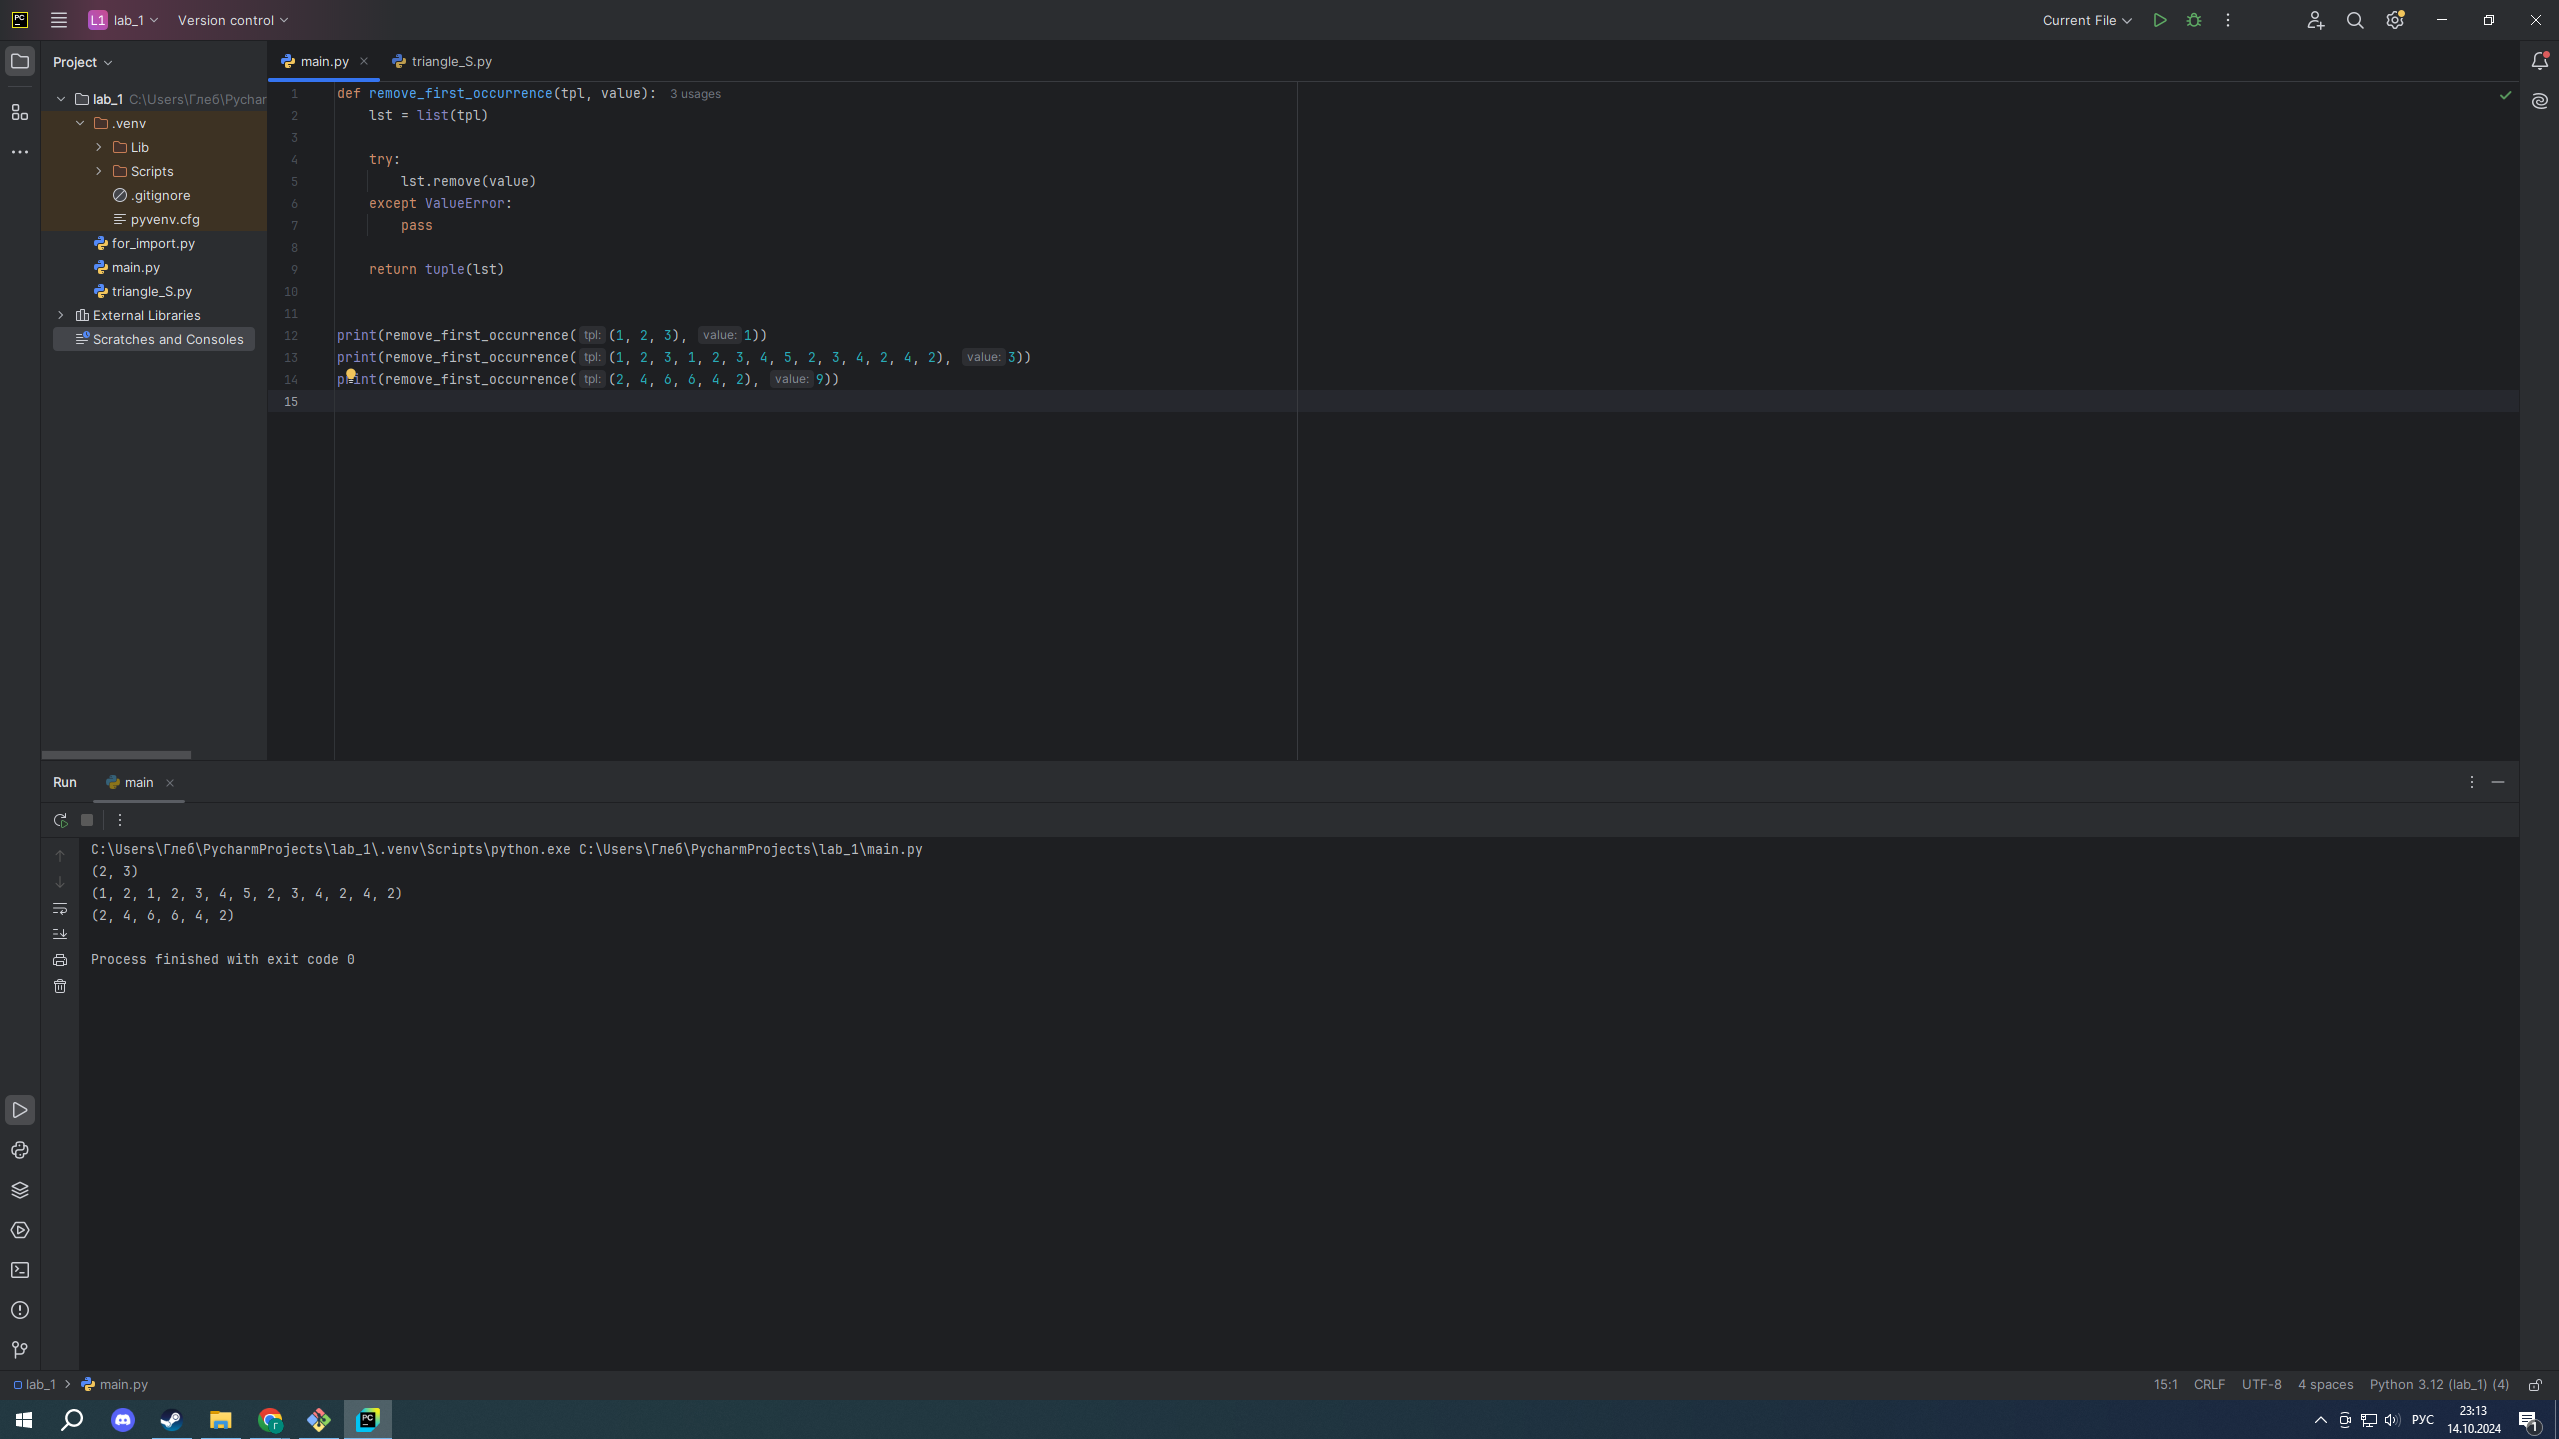 L1 lab_1 Version control Current File
Project
main.py
triangle_S.py
lab_1 C:\Users\Глеб\Pychar
.venv
Lib
Scripts
.gitignore
pyvenv.cfg
for_import.py
main.py
triangle_S.py
External Libraries
Scratches and Consoles
1 def remove_first_occurrence(tpl, value): 3 usages
2 lst = list(tpl)
3
4 try:
5 lst.remove(value)
6 except ValueError:
7 pass
8
9 return tuple(lst)
10
11
12 print(remove_first_occurrence( tpl: (1, 2, 3), value: 1))
13 print(remove_first_occurrence( tpl: (1, 2, 3, 1, 2, 3, 4, 5, 2, 3, 4, 2, 4, 2), value: 3))
14 print(remove_first_occurrence( tpl: (2, 4, 6, 6, 4, 2), value: 9))
15
Run main
C:\Users\Глеб\PycharmProjects\lab_1\.venv\Scripts\python.exe C:\Users\Глеб\PycharmProjects\lab_1\main.py
(2, 3)
(1, 2, 1, 2, 3, 4, 5, 2, 3, 4, 2, 4, 2)
(2, 4, 6, 6, 4, 2)
Process finished with exit code 0
lab_1 main.py 15:1 CRLF UTF-8 4 spaces Python 3.12 (lab_1) (4)
PC РУС 23:13
14.10.2024
1